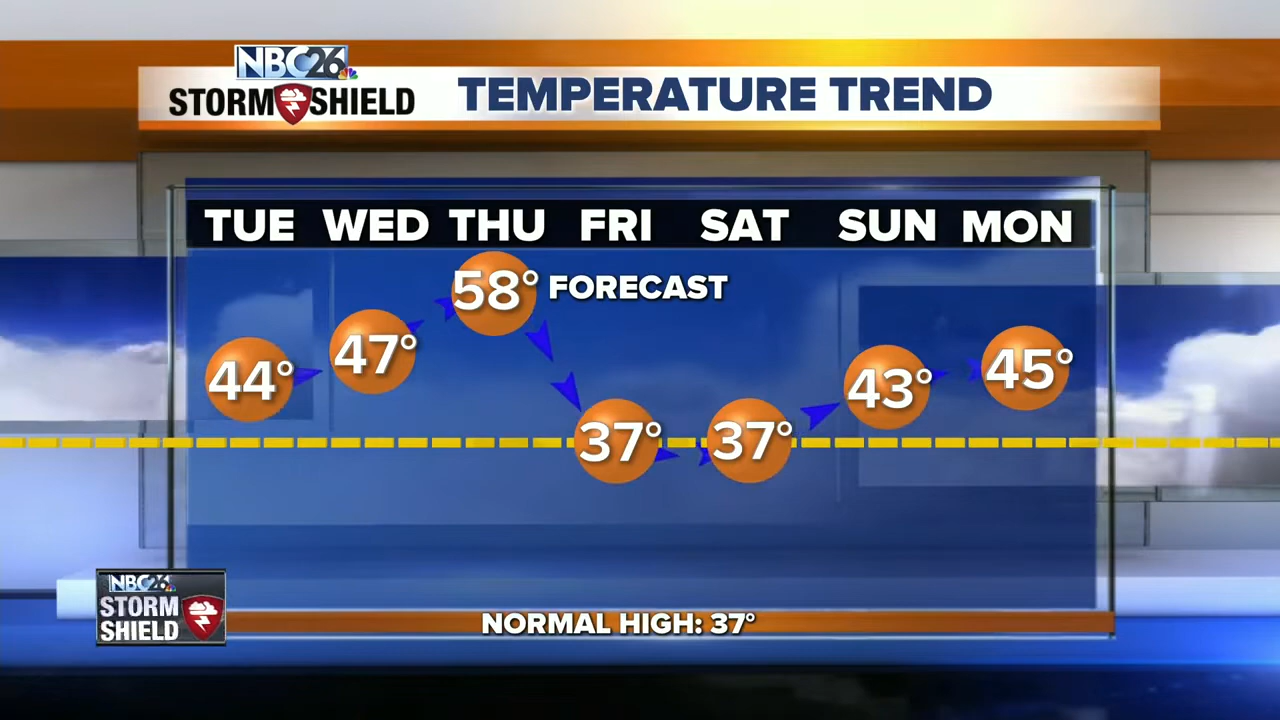 NBC26
STORM SHIELD
TEMPERATURE TREND
TUE WED THU FRI SAT SUN MON
44° 47° 58° FORECAST 37° 37° 43° 45°
NBC26
STORM
SHIELD
NORMAL HIGH: 37°